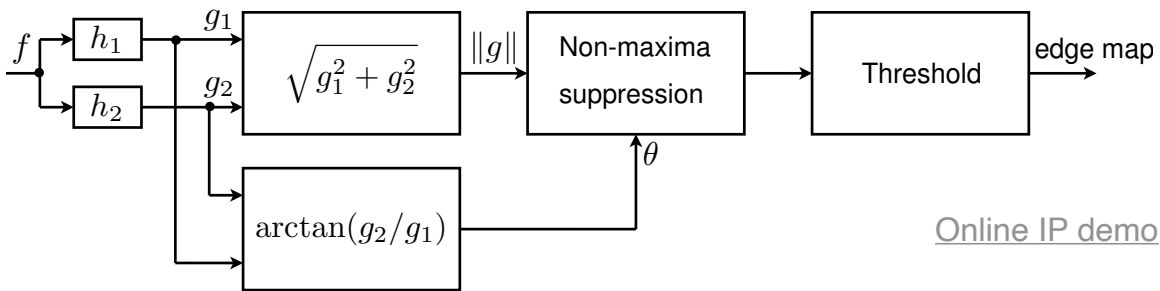 f
h₁
h₂
g₁
g₂
√(g₁² + g₂²)
‖g‖
Non-maxima
suppression
Threshold
edge map
θ
arctan(g₂/g₁)
Online IP demo